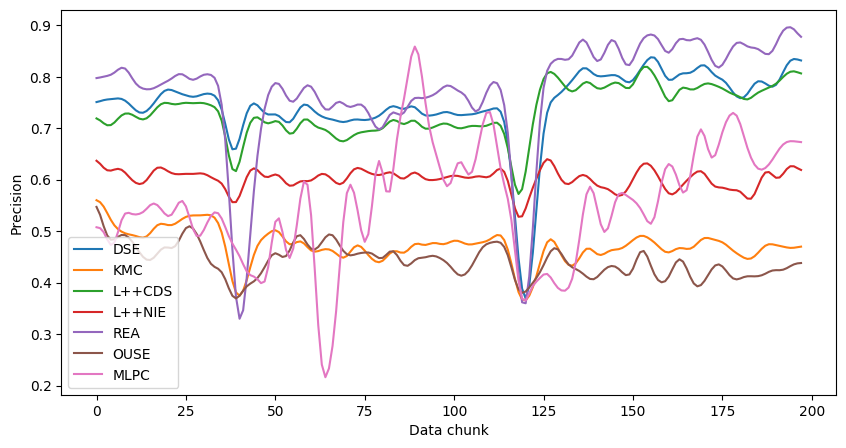 0.9
0.8
0.7
0.6
0.5
0.4
0.3
0.2
Precision
DSE
KMC
L++CDS
L++NIE
REA
OUSE
MLPC
0 25 50 75 100 125 150 175 200
Data chunk